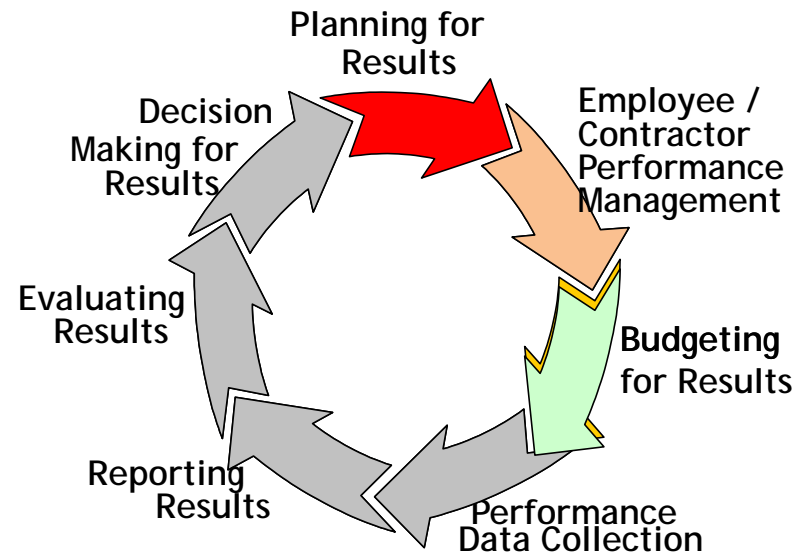 Planning for
Results
Employee /
Contractor
Performance
Management
Budgeting
for Results
Performance
Data Collection
Reporting
Results
Evaluating
Results
Decision
Making for
Results